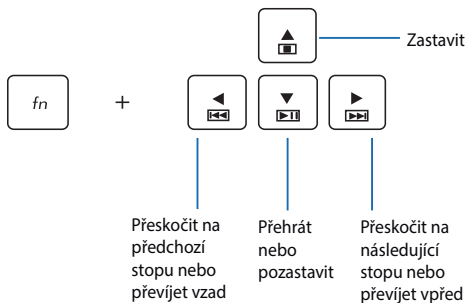 Zastavit
fn
+
Přeskočit na
předchozí
stopu nebo
převíjet vzad
Přehrát
nebo
pozastavit
Přeskočit na
následující
stopu nebo
převíjet vpřed